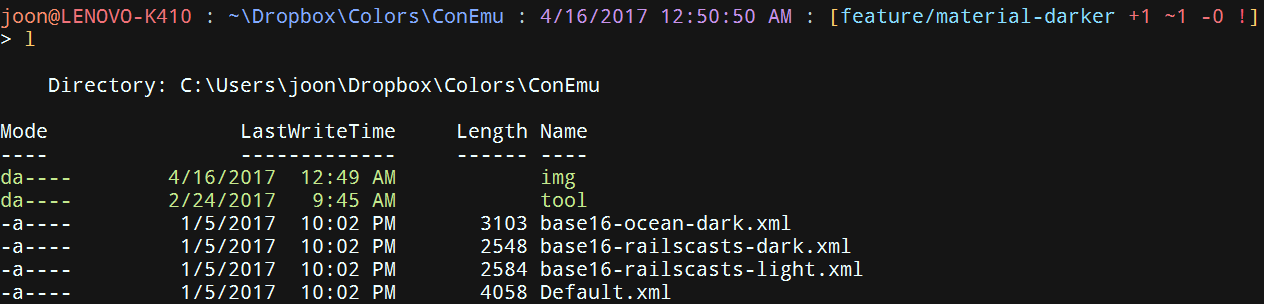 joon@LENOVO-K410 : ~\Dropbox\Colors\ConEmu : 4/16/2017 12:50:50 AM : [feature/material-darker +1 ~1 -0 !]
> l
    Directory: C:\Users\joon\Dropbox\Colors\ConEmu
Mode                LastWriteTime     Length Name
----                -------------     ------ ----
da----        4/16/2017  12:49 AM            img
da----        2/24/2017   9:45 AM            tool
-a----         1/5/2017  10:02 PM       3103 base16-ocean-dark.xml
-a----         1/5/2017  10:02 PM       2548 base16-railscasts-dark.xml
-a----         1/5/2017  10:02 PM       2584 base16-railscasts-light.xml
-a----         1/5/2017  10:02 PM       4058 Default.xml